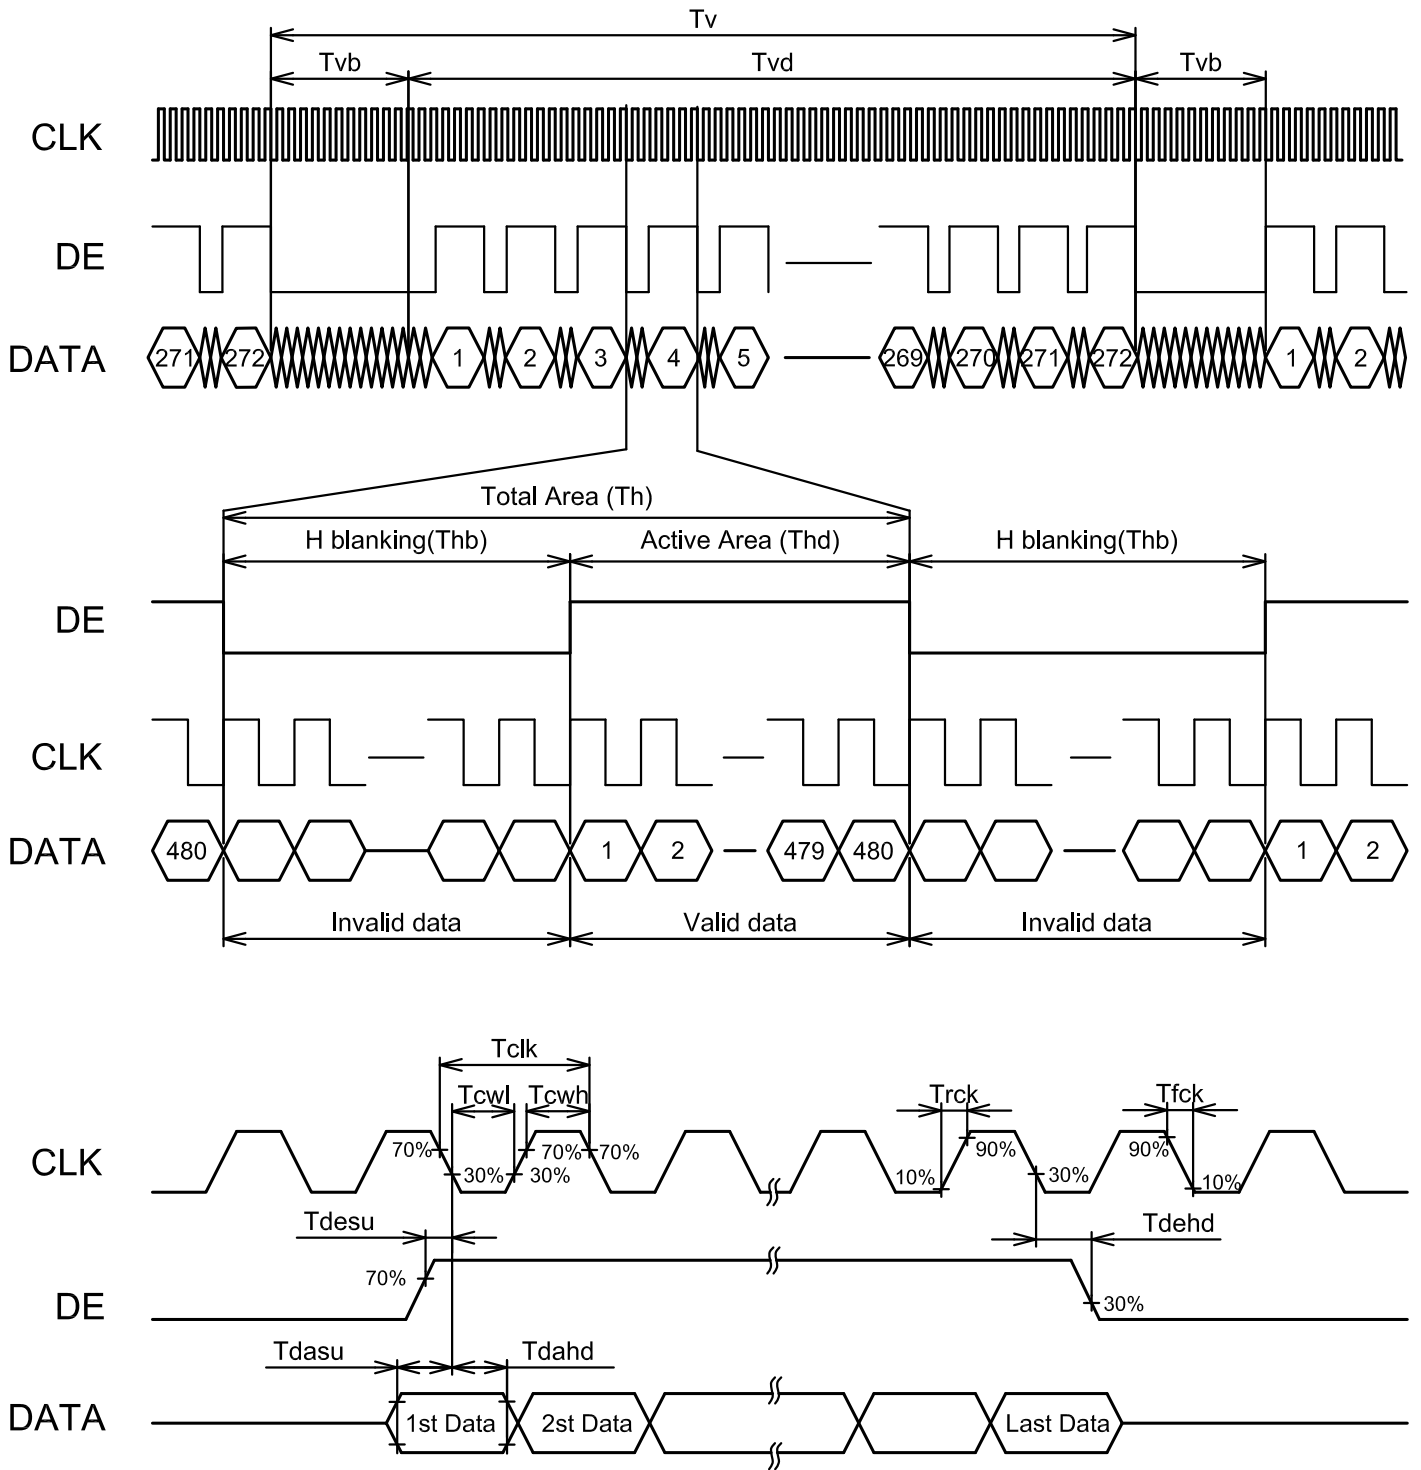 Tv
Tvb Tvd Tvb
CLK
DE
DATA 271 272 1 2 3 4 5 269 270 271 272 1 2
Total Area (Th)
H blanking(Thb) Active Area (Thd) H blanking(Thb)
DE
CLK
DATA 480 1 2 479 480 1 2
Invalid data Valid data Invalid data
Tclk
Tcwl Tcwh Trck Tfck
70% 70% 70% 90% 90%
CLK 30% 30% 10% 30% 10%
Tdesu Tdehd
70%
DE 30%
Tdasu Tdahd
DATA 1st Data 2st Data Last Data